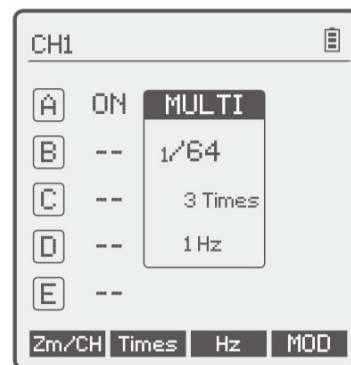 CH1
A ON MULTI
B -- 1/64
C -- 3 Times
D -- 1 Hz
E --
Zm/CH Times Hz MOD